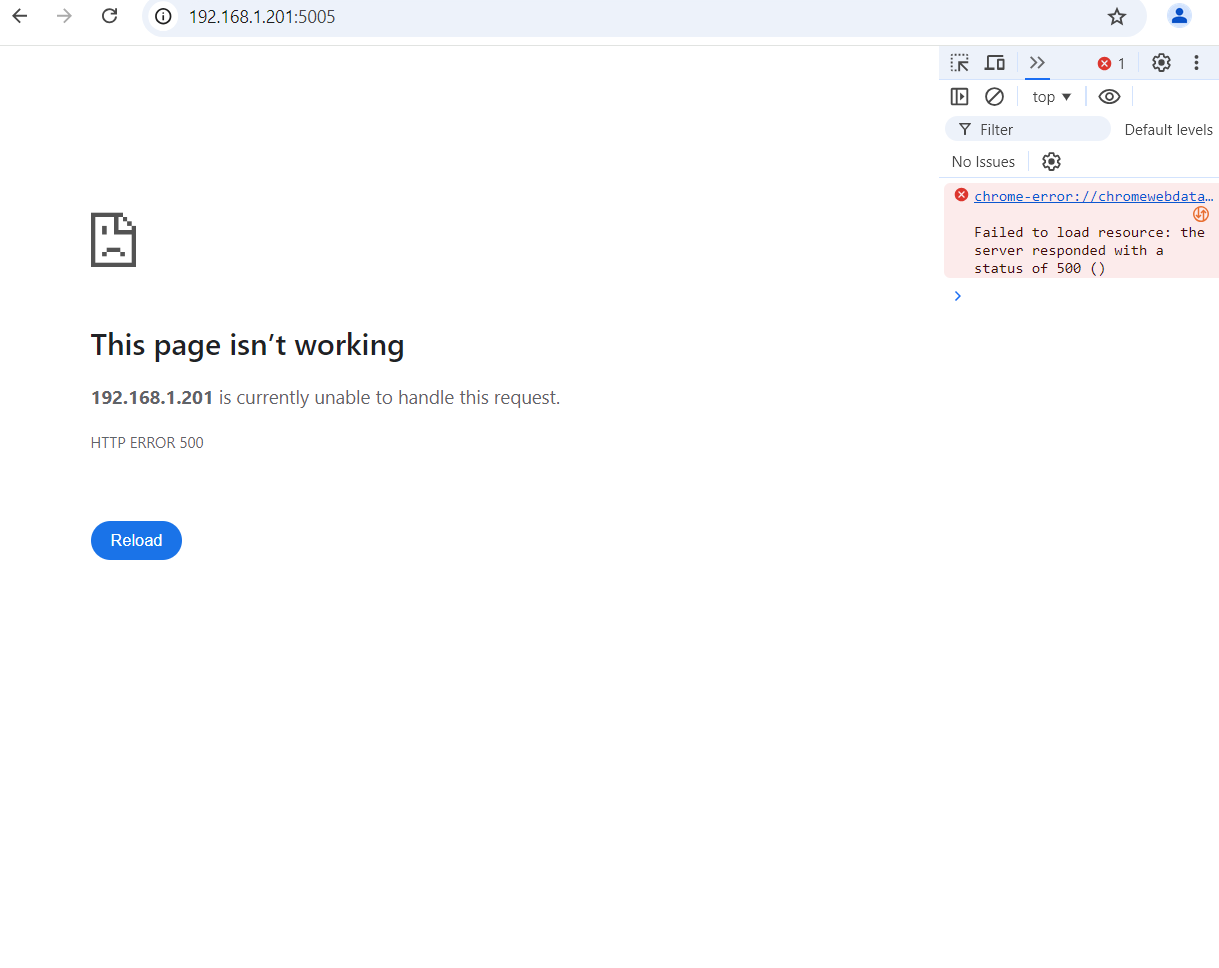 192.168.1.201:5005
1
top
Filter
Default levels
No Issues
chrome-error://chromewebdata…
Failed to load resource: the
server responded with a
status of 500 ()
This page isn’t working
192.168.1.201 is currently unable to handle this request.
HTTP ERROR 500
Reload